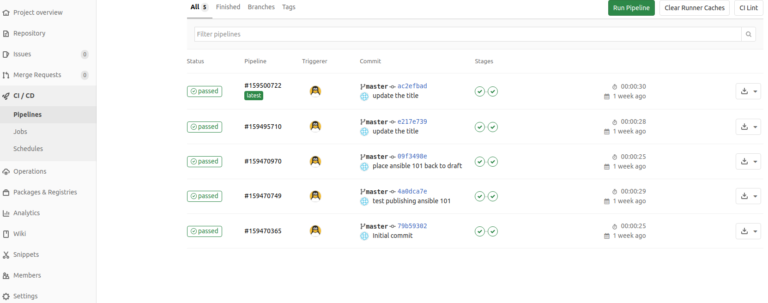 Project overview
Repository
Issues 0
Merge Requests 0
CI / CD
Pipelines
Jobs
Schedules
Operations
Packages & Registries
Analytics
Wiki
Snippets
Members
Settings
All 5 Finished Branches Tags
Run Pipeline Clear Runner Caches CI Lint
Filter pipelines
Status Pipeline Triggerer Commit Stages
passed #159500722 master ac2efbad 00:00:30
latest update the title 1 week ago
passed #159495710 master e217e739 00:00:28
update the title 1 week ago
passed #159470970 master 09f3498e 00:00:25
place ansible 101 back to draft 1 week ago
passed #159470749 master 4a0dca7e 00:00:29
test publishing ansible 101 1 week ago
passed #159470365 master 79b59302 00:00:25
Initial commit 1 week ago